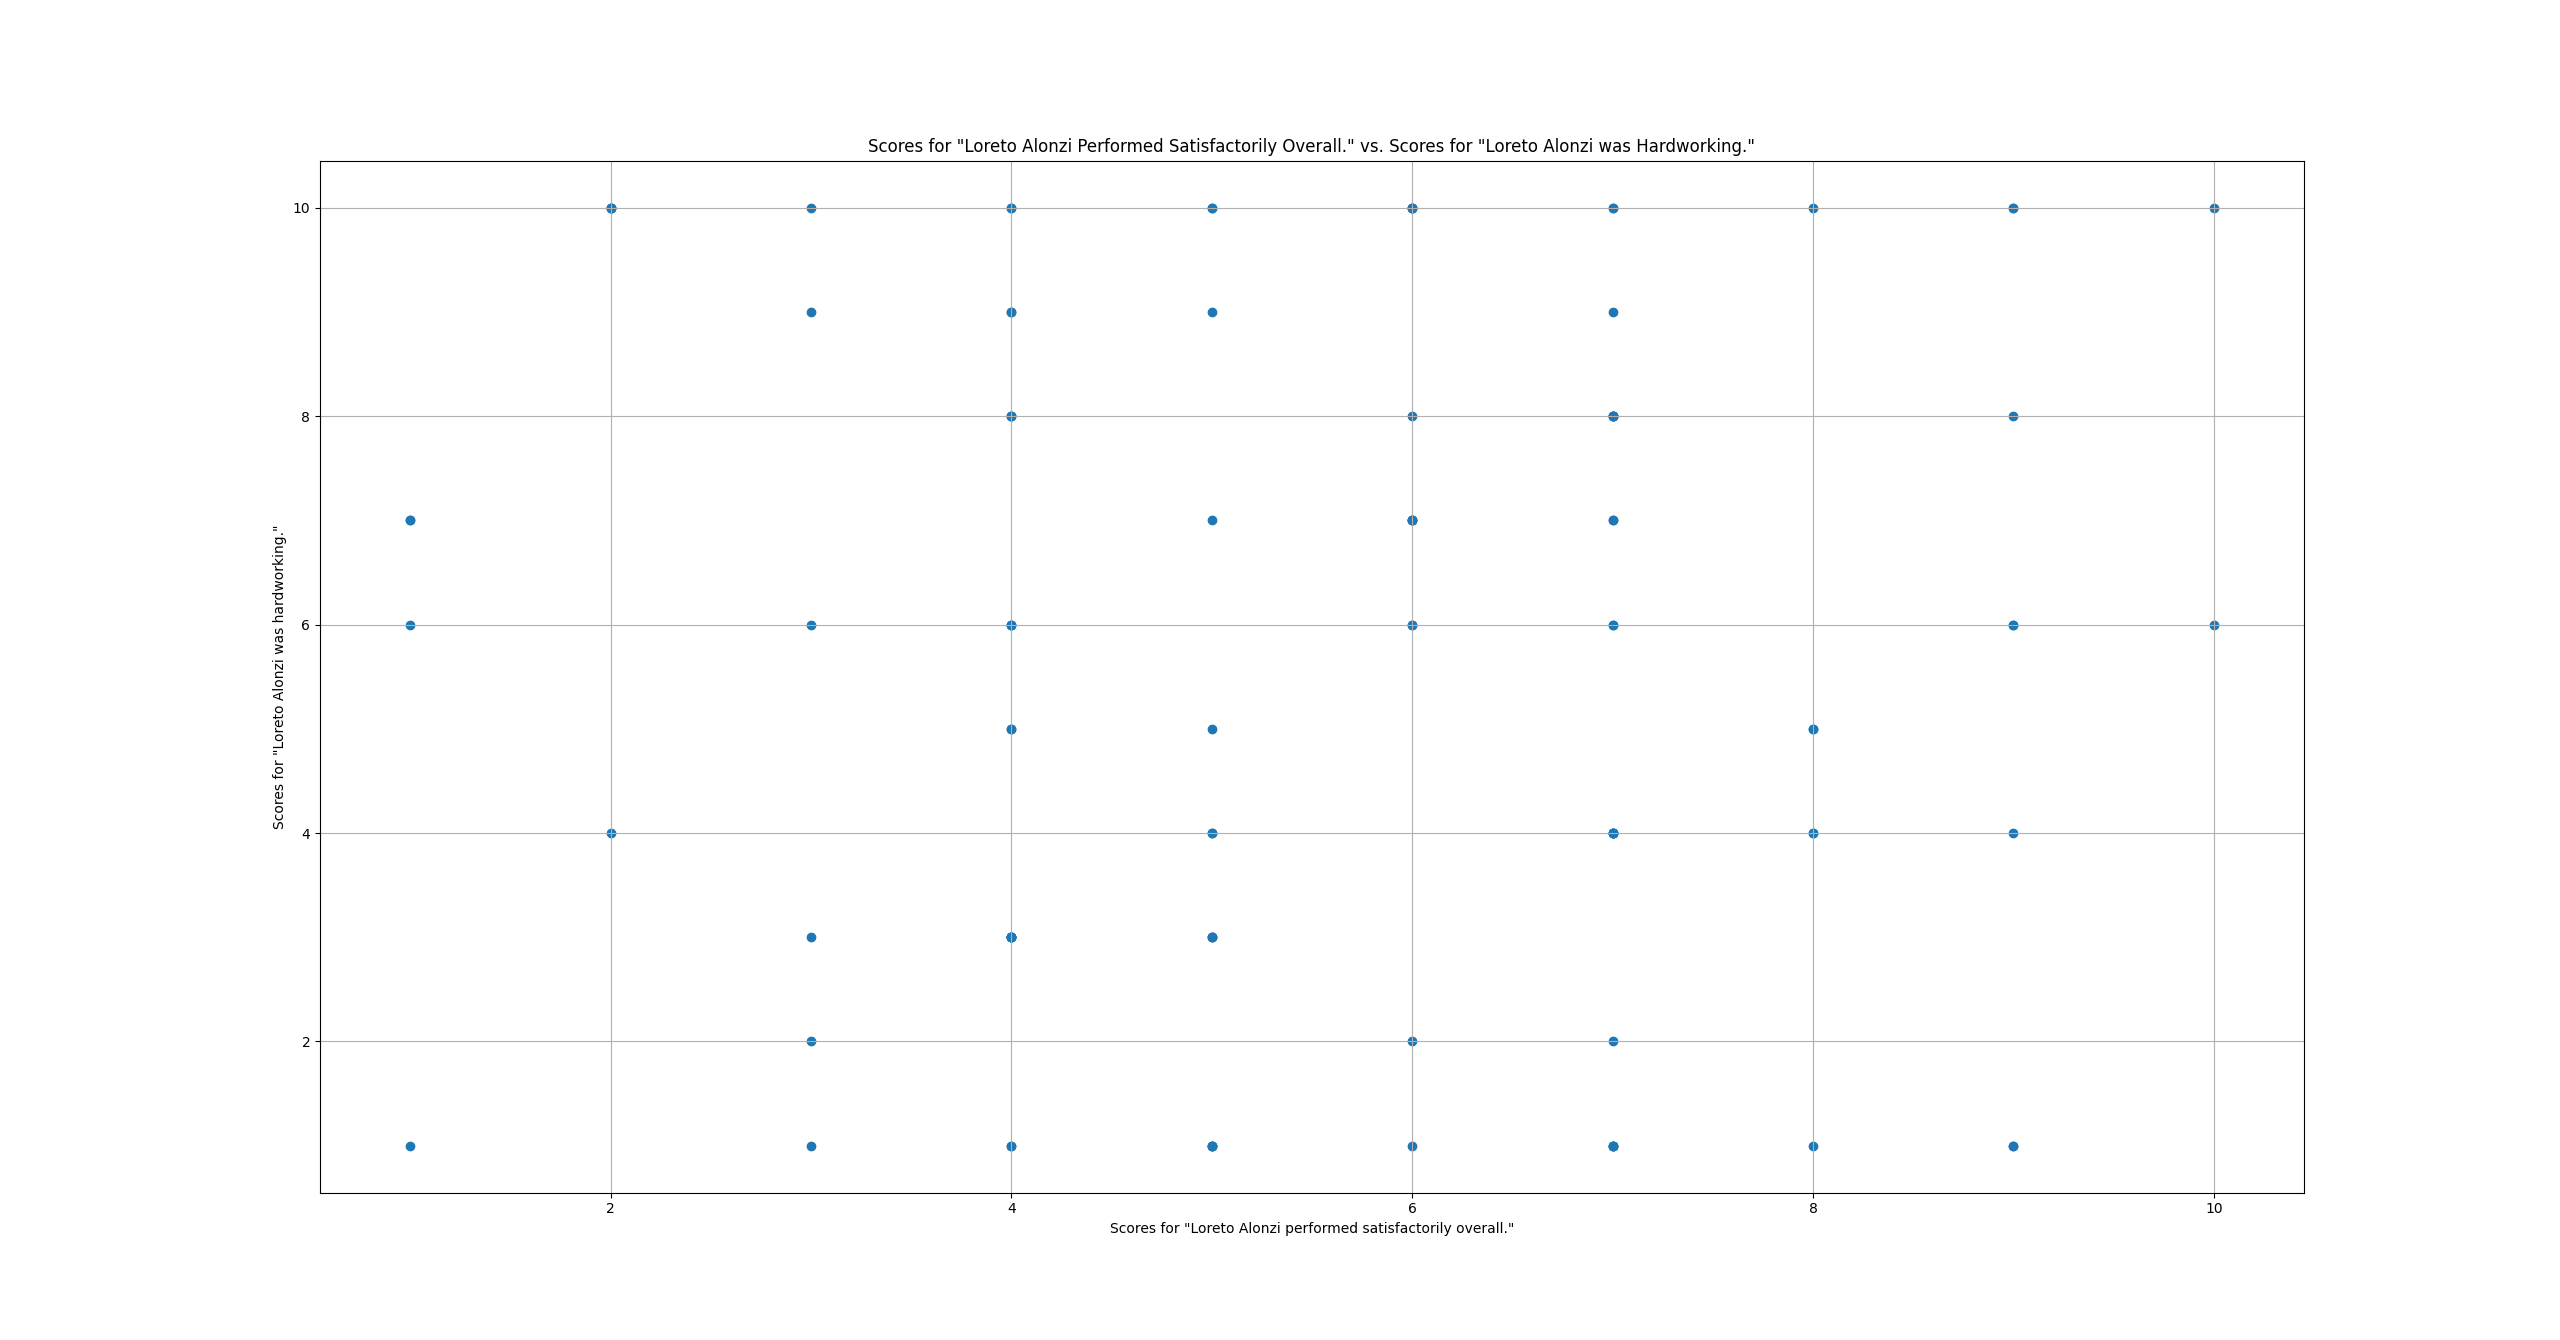 Scores for "Loreto Alonzi Performed Satisfactorily Overall." vs. Scores for "Loreto Alonzi was Hardworking."
10
8
6
4
2
Scores for "Loreto Alonzi was hardworking."
2 4 6 8 10
Scores for "Loreto Alonzi performed satisfactorily overall."